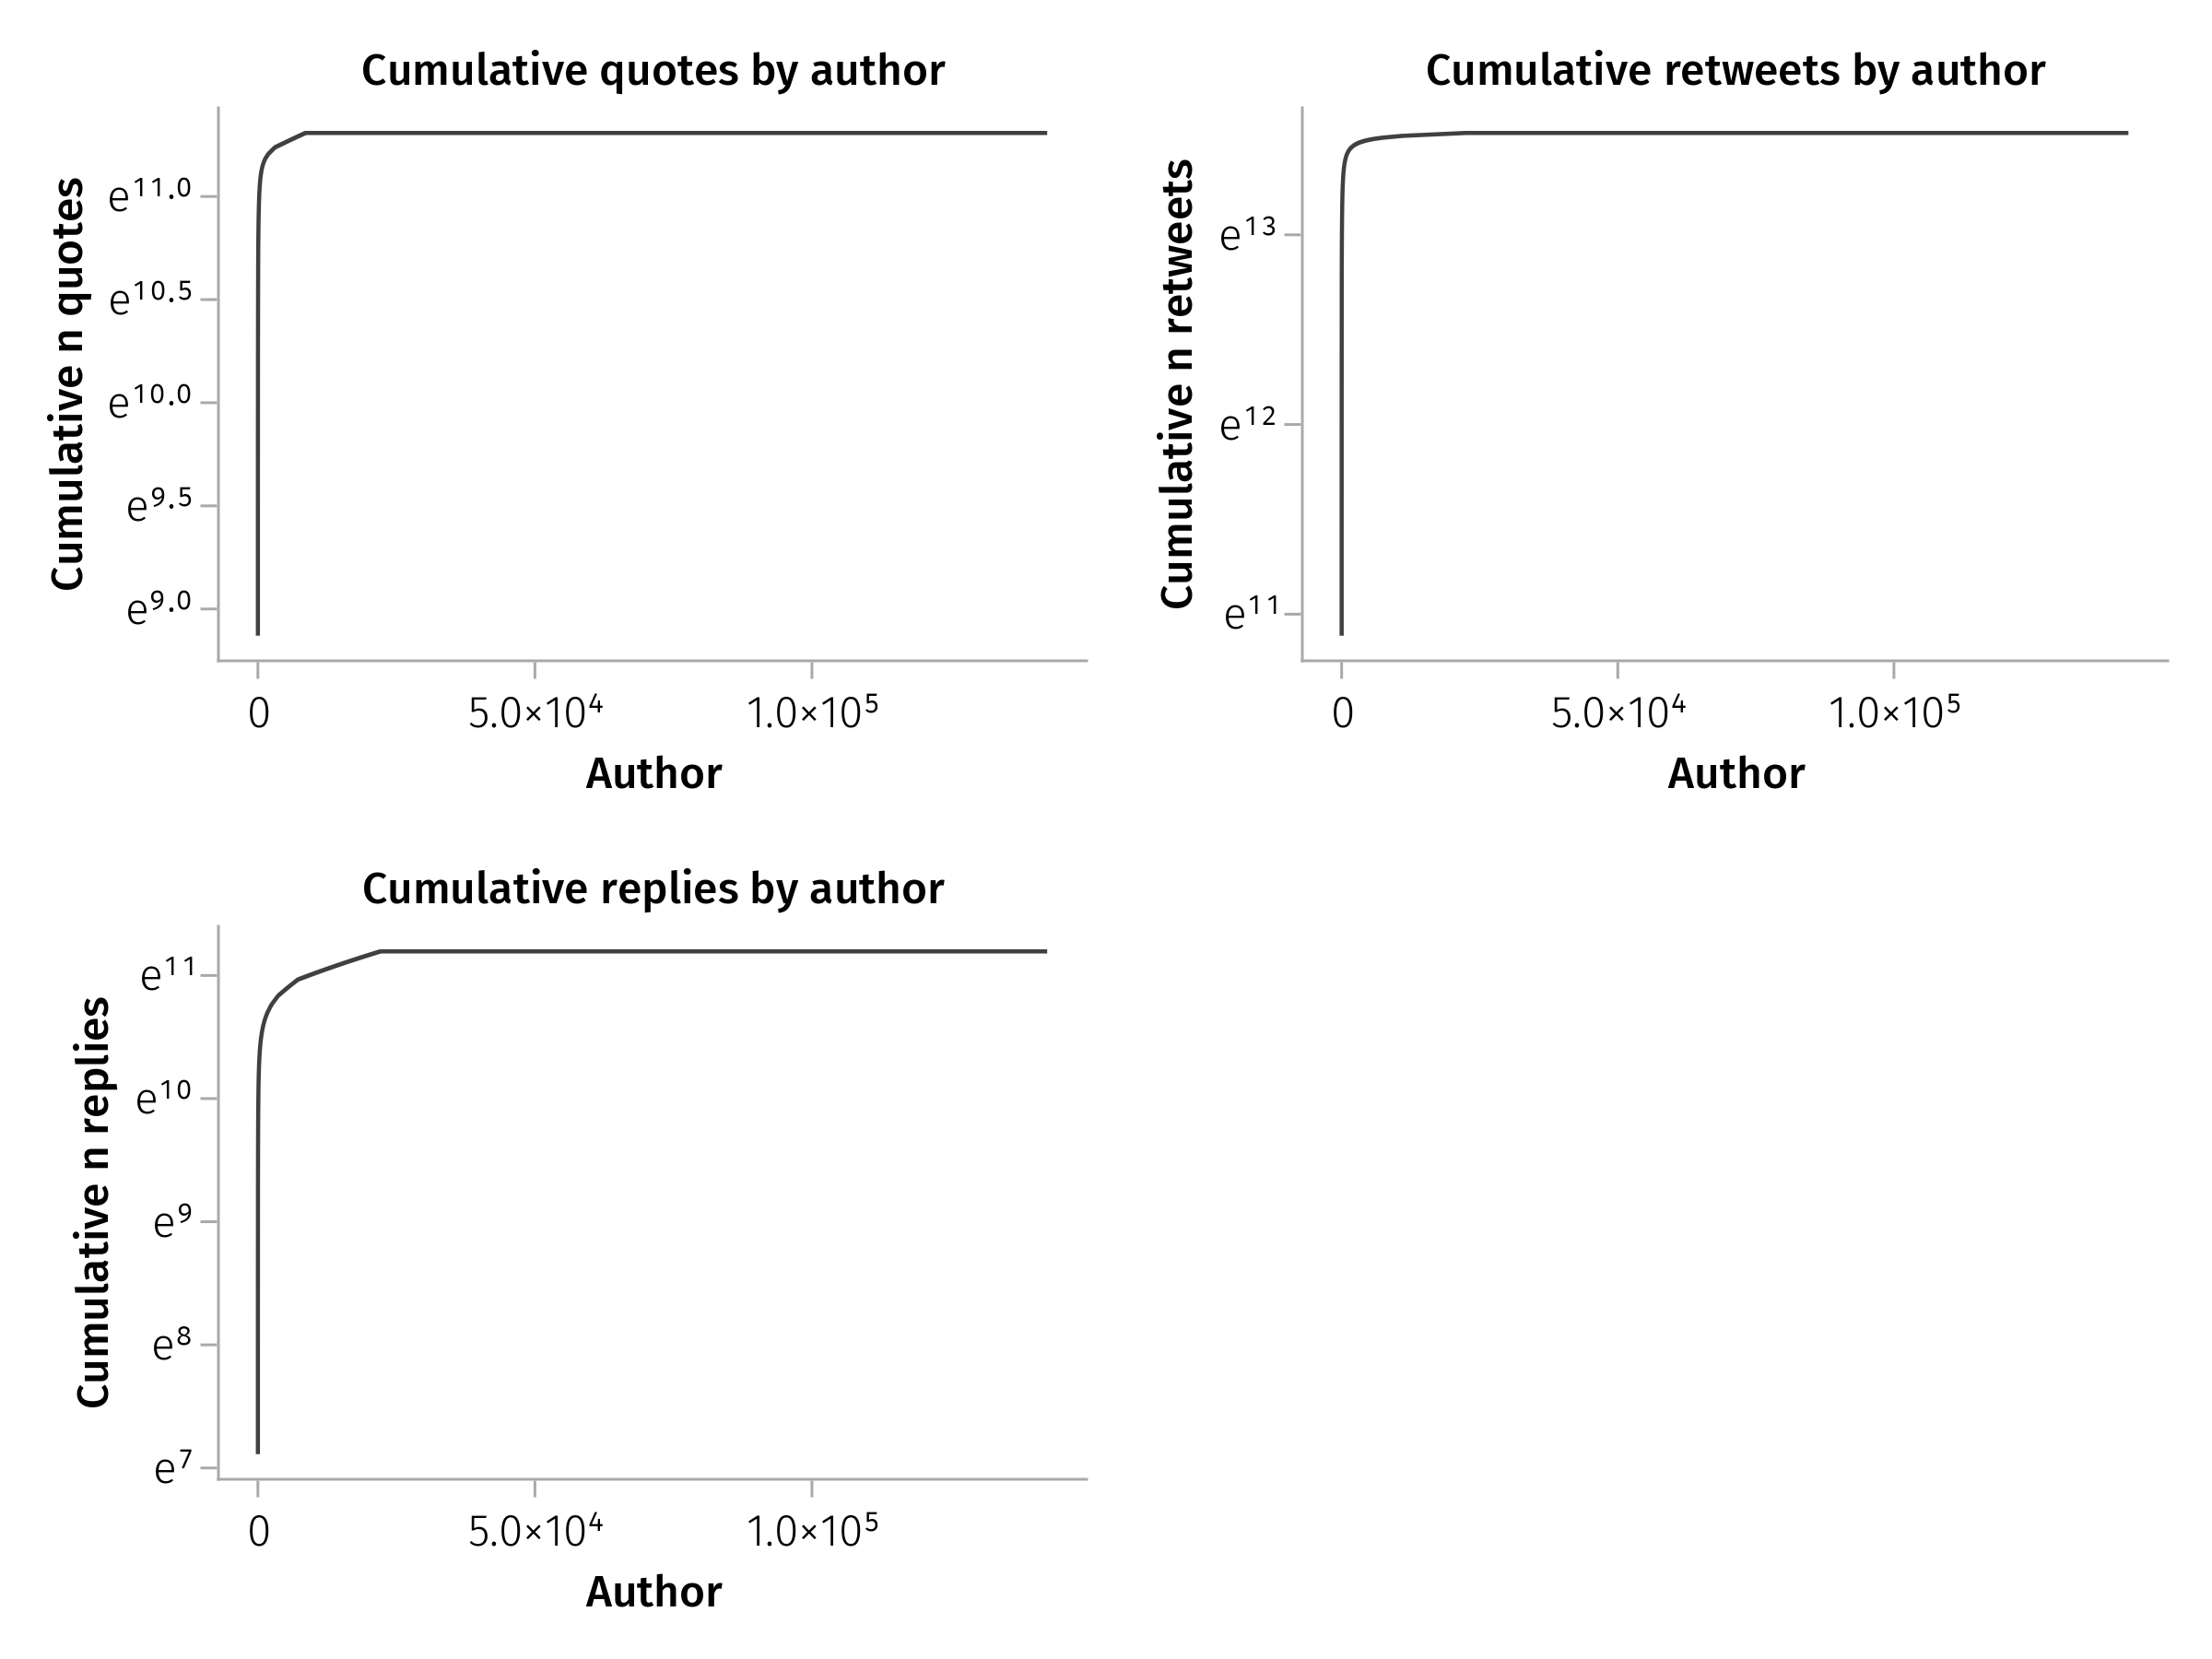 Cumulative quotes by author
Cumulative n quotes
e¹¹·⁰
e¹⁰·⁵
e¹⁰·⁰
e⁹·⁵
e⁹·⁰
0
5.0×10⁴
1.0×10⁵
Author
Cumulative retweets by author
Cumulative n retweets
e¹³
e¹²
e¹¹
0
5.0×10⁴
1.0×10⁵
Author
Cumulative replies by author
Cumulative n replies
e¹¹
e¹⁰
e⁹
e⁸
e⁷
0
5.0×10⁴
1.0×10⁵
Author